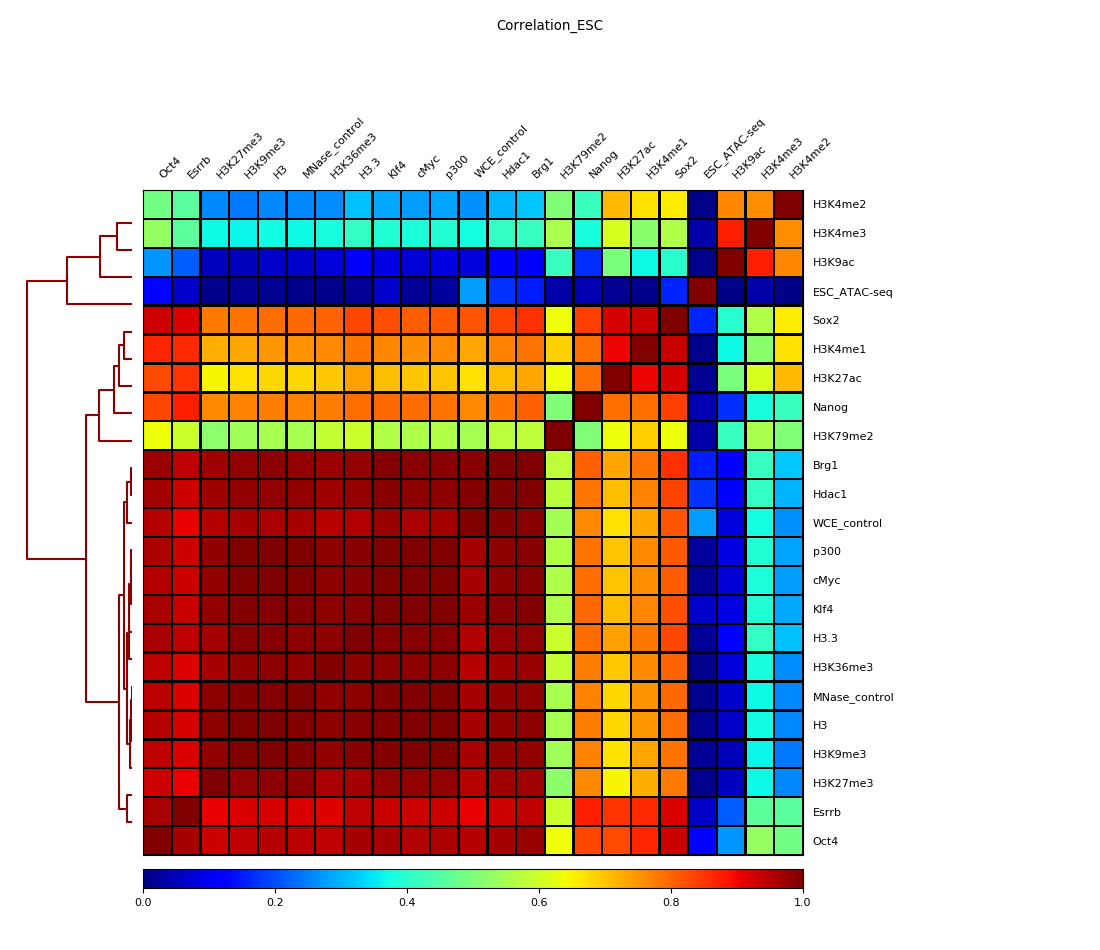 Correlation_ESC
Oct4
Esrrb
H3K27me3
H3K9me3
H3
MNase_control
H3K36me3
H3.3
Klf4
cMyc
p300
WCE_control
Hdac1
Brg1
H3K79me2
Nanog
H3K27ac
H3K4me1
Sox2
ESC_ATAC-seq
H3K9ac
H3K4me3
H3K4me2
H3K4me2
H3K4me3
H3K9ac
ESC_ATAC-seq
Sox2
H3K4me1
H3K27ac
Nanog
H3K79me2
Brg1
Hdac1
WCE_control
p300
cMyc
Klf4
H3.3
H3K36me3
MNase_control
H3
H3K9me3
H3K27me3
Esrrb
Oct4
0.0 0.2 0.4 0.6 0.8 1.0